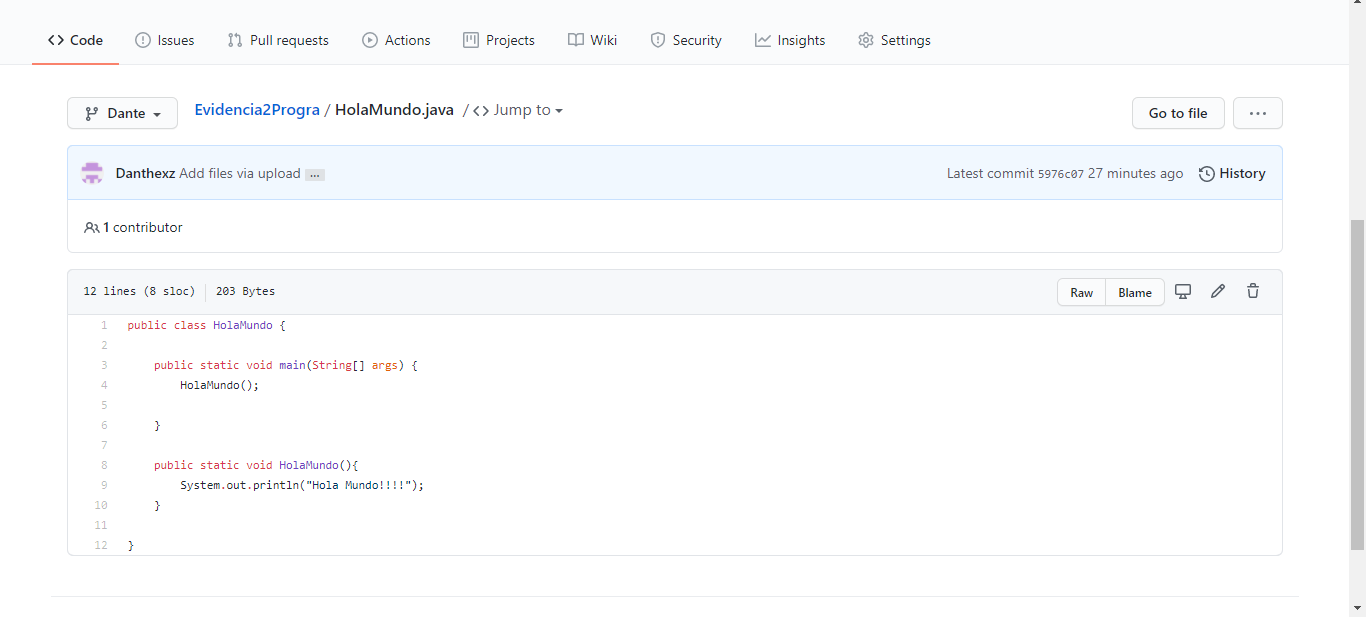 Code Issues Pull requests Actions Projects Wiki Security Insights Settings
Dante Evidencia2Progra / HolaMundo.java / Jump to Go to file ...
Danthexz Add files via upload ... Latest commit 5976c07 27 minutes ago History
1 contributor
12 lines (8 sloc) 203 Bytes Raw Blame
1 public class HolaMundo {
2
3 public static void main(String[] args) {
4 HolaMundo();
5
6 }
7
8 public static void HolaMundo(){
9 System.out.println("Hola Mundo!!!!");
10 }
11
12 }